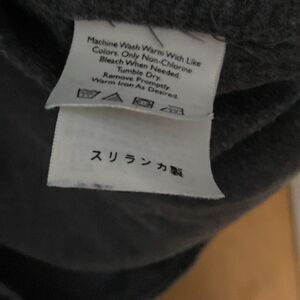 Machine Wash Warm With Like
Colors. Only Non-Chlorine
Bleach When Needed.
Tumble Dry.
Remove Promptly.
Warm Iron As Desired.
スリランカ製